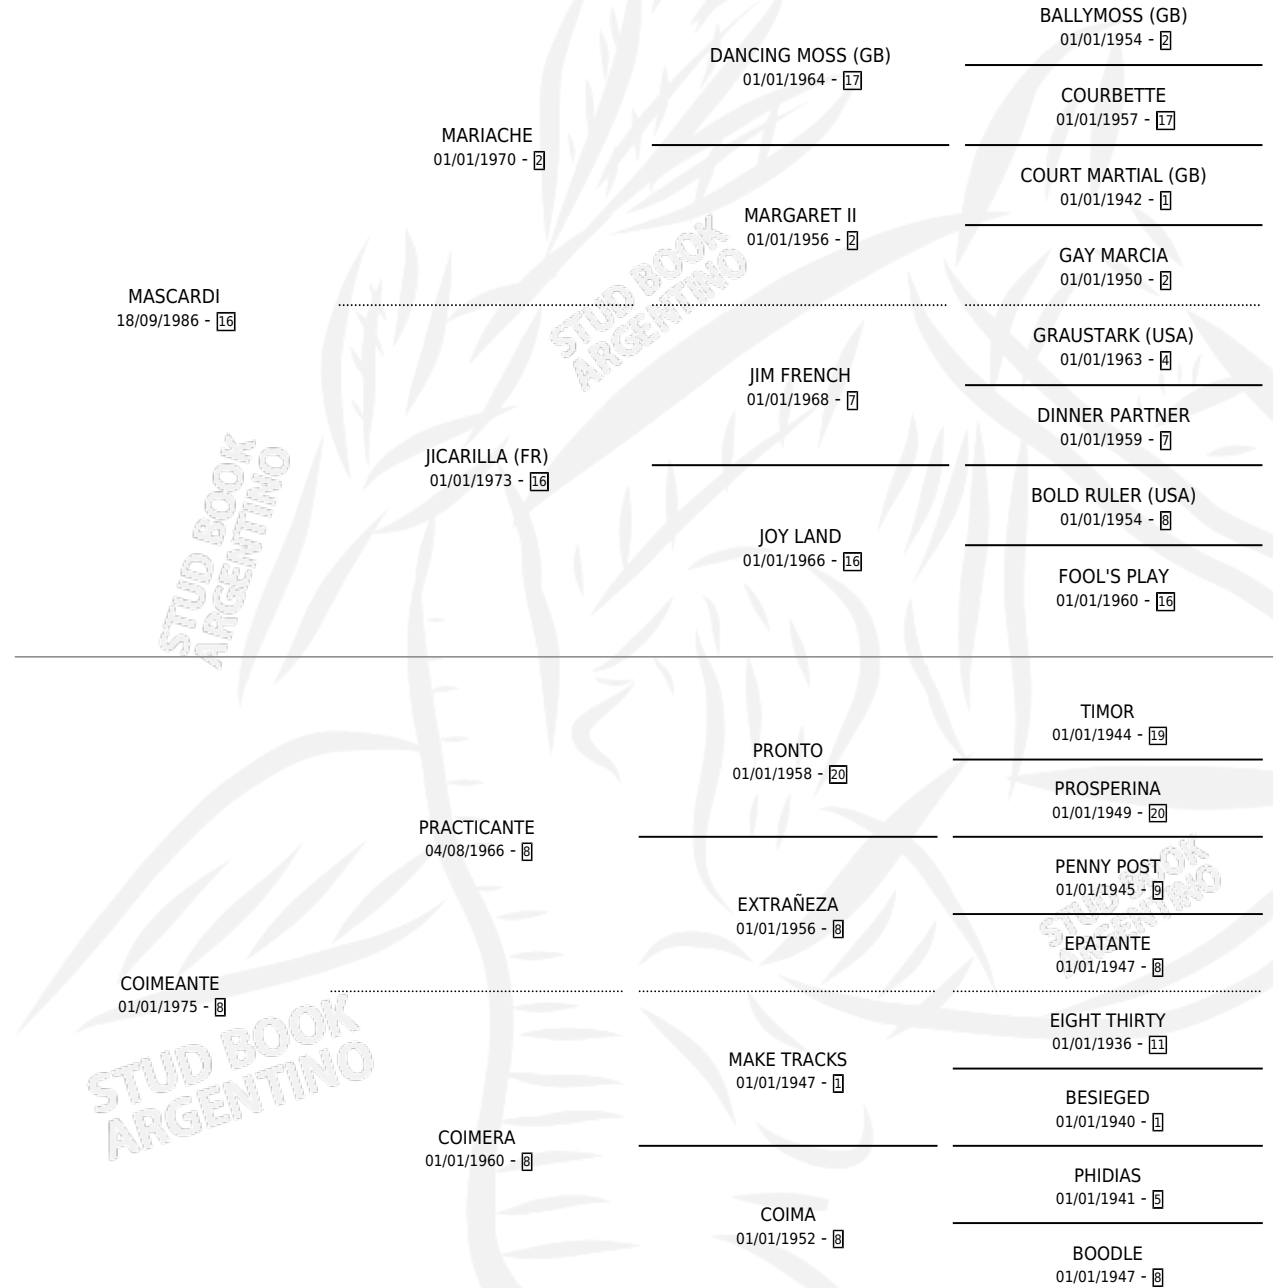 BALLYMOSS (GB)
01/01/1954 - 2
DANCING MOSS (GB)
01/01/1964 - 17
COURBETTE
01/01/1957 - 17
MARIACHE
01/01/1970 - 2
COURT MARTIAL (GB)
01/01/1942 - 1
MARGARET II
01/01/1956 - 2
GAY MARCIA
01/01/1950 - 2
STUD BOOK
ARGENTINO
MASCARDI
18/09/1986 - 16
GRAUSTARK (USA)
01/01/1963 - 4
JIM FRENCH
01/01/1968 - 7
DINNER PARTNER
01/01/1959 - 7
JICARILLA (FR)
01/01/1973 - 16
BOLD RULER (USA)
01/01/1954 - 8
JOY LAND
01/01/1966 - 16
FOOL'S PLAY
01/01/1960 - 16
STUD BOOK
ARGENTINO
TIMOR
01/01/1944 - 19
PRONTO
01/01/1958 - 20
PROSPERINA
01/01/1949 - 20
PRACTICANTE
04/08/1966 - 8
PENNY POST
01/01/1945 - 9
EXTRAÑEZA
01/01/1956 - 8
EPATANTE
01/01/1947 - 8
STUD BOOK
ARGENTINO
COIMEANTE
01/01/1975 - 8
EIGHT THIRTY
01/01/1936 - 11
MAKE TRACKS
01/01/1947 - 1
BESIEGED
01/01/1940 - 1
STUD BOOK
ARGENTINO
COIMERA
01/01/1960 - 8
PHIDIAS
01/01/1941 - 5
COIMA
01/01/1952 - 8
BOODLE
01/01/1947 - 8